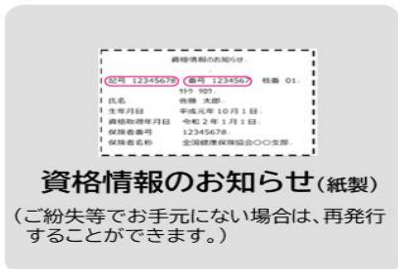 資格情報のお知らせ
記号 12345678 番号 1234567 枝番 01
ｻﾄｳ ﾀﾛｳ
氏名 佐藤 太郎
生年月日 平成元年10月1日
資格取得年月日 令和2年1月1日
保険者番号 12345678
保険者名称 全国健康保険協会〇〇支部
資格情報のお知らせ(紙製)
(ご紛失等でお手元にない場合は、再発行
することができます。)